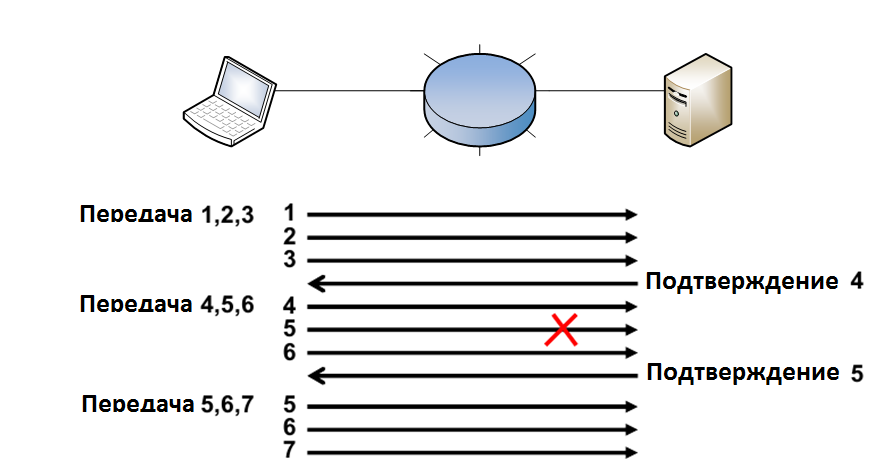 Передача 1,2,3 1
2
3
Подтверждение 4
Передача 4,5,6 4
5
6
Подтверждение 5
Передача 5,6,7 5
6
7